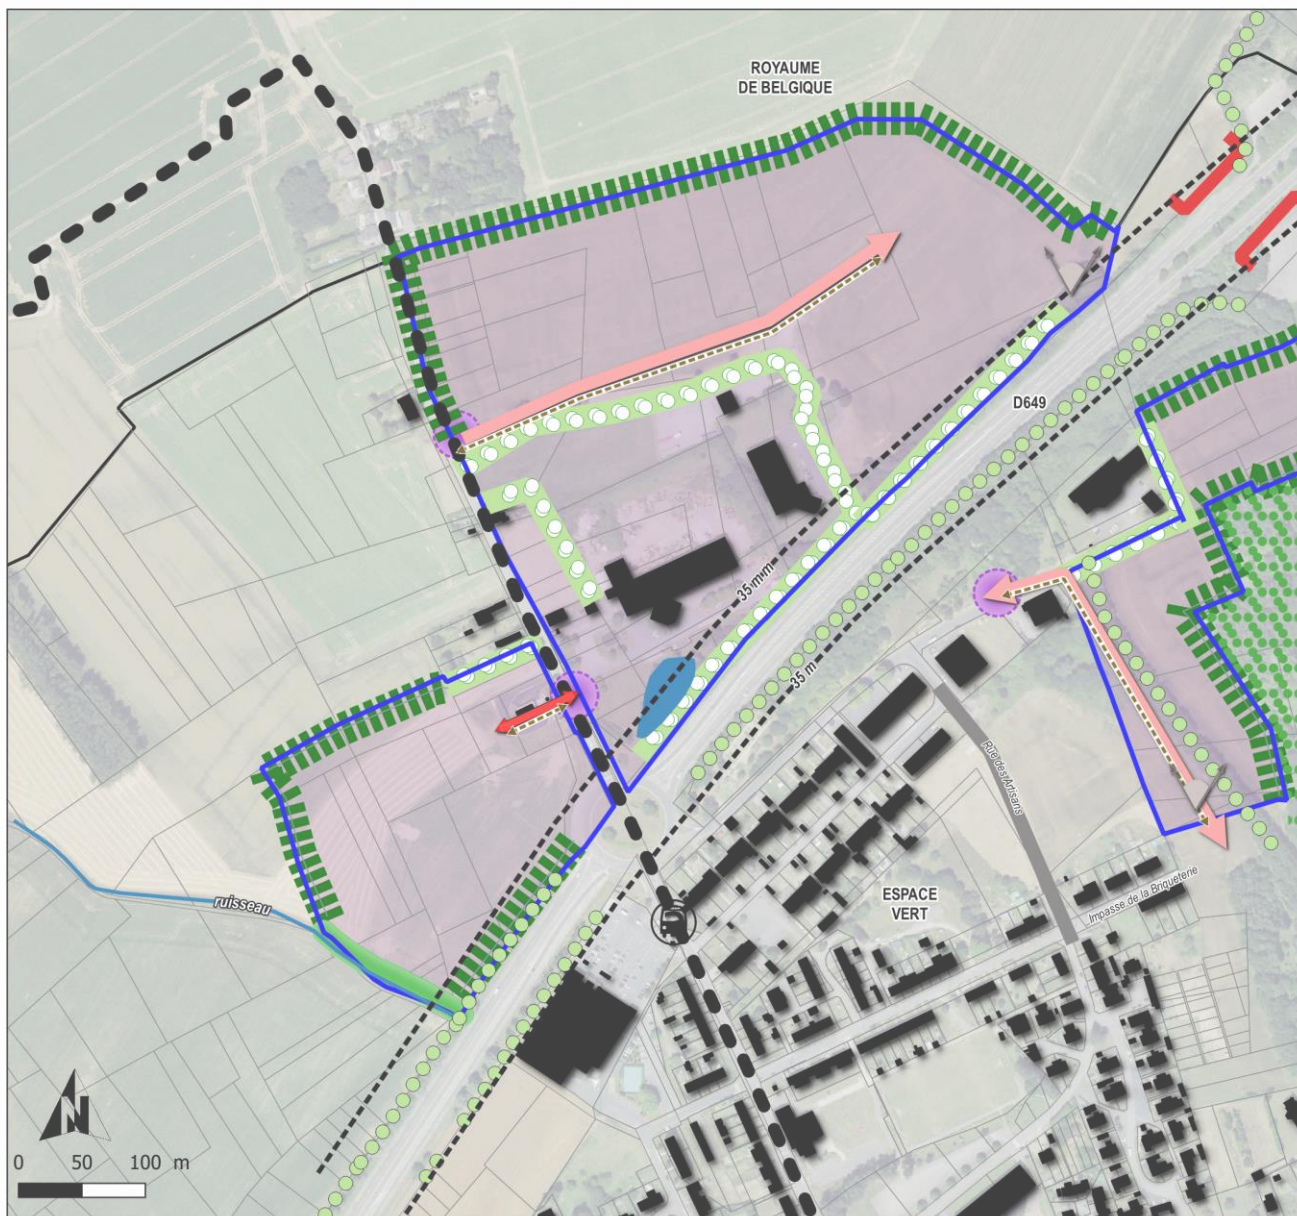 ROYAUME
DE BELGIQUE
D649
35 m m
35 m
Rue des Artisans
ruisseau
ESPACE
VERT
Impasse de la Briqueterie
N
0 50 100 m